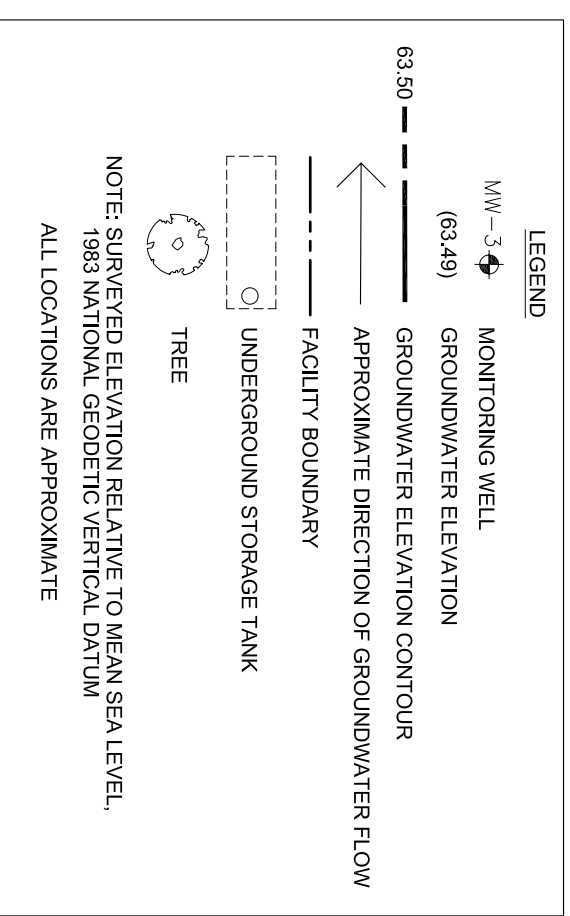 LEGEND
MW-3 MONITORING WELL
(63.49) GROUNDWATER ELEVATION
63.50 GROUNDWATER ELEVATION CONTOUR
APPROXIMATE DIRECTION OF GROUNDWATER FLOW
FACILITY BOUNDARY
UNDERGROUND STORAGE TANK
TREE
NOTE: SURVEYED ELEVATION RELATIVE TO MEAN SEA LEVEL,
1983 NATIONAL GEODETIC VERTICAL DATUM
ALL LOCATIONS ARE APPROXIMATE